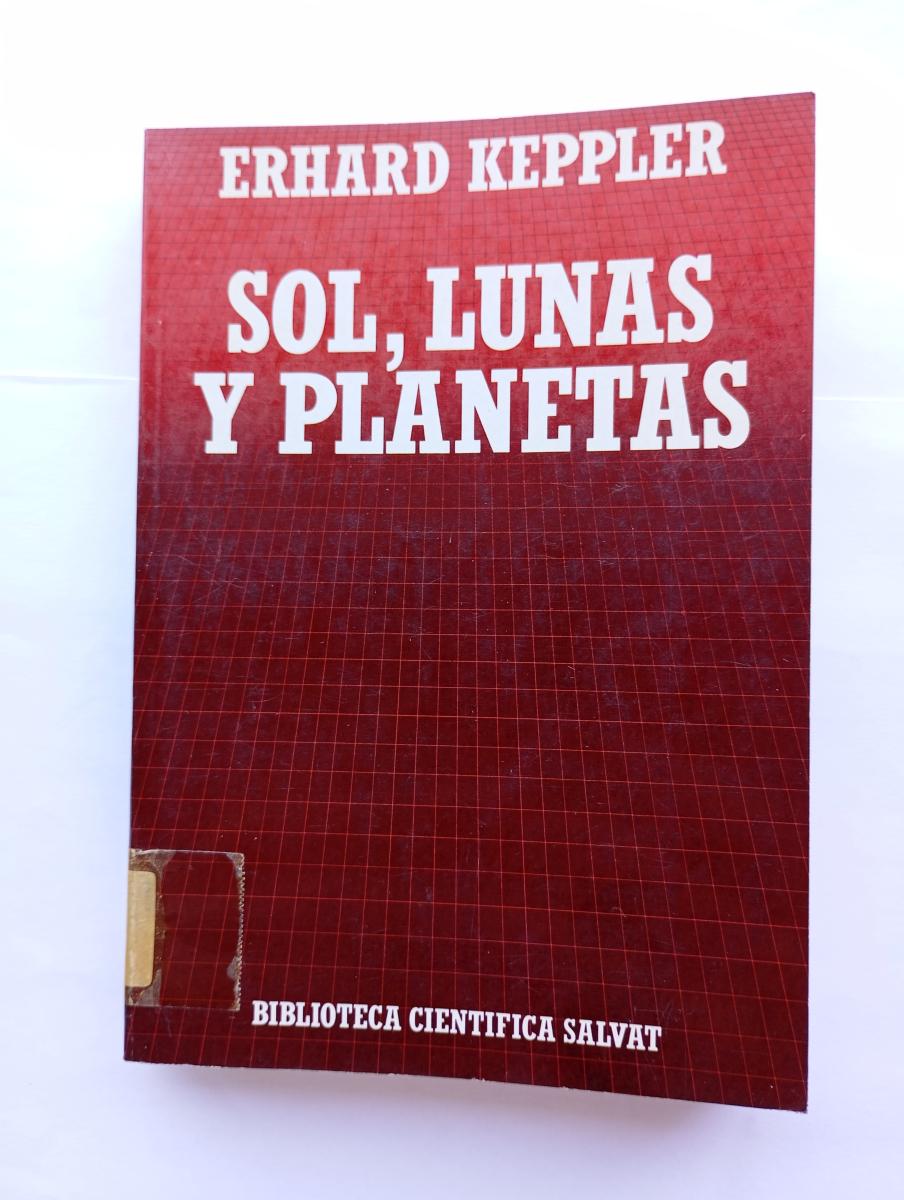 ERHARD KEPPLER
SOL, LUNAS
Y PLANETAS
BIBLIOTECA CIENTIFICA SALVAT